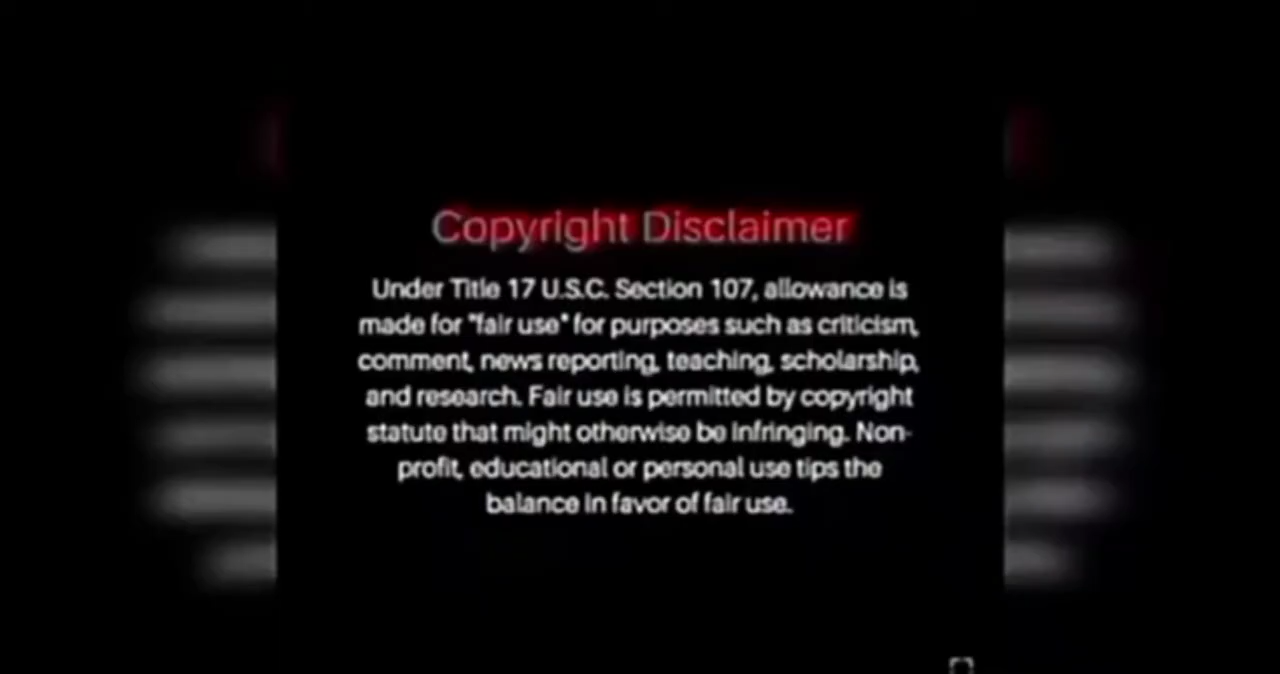 Copyright Disclaimer
Under Title 17 U.S.C. Section 107, allowance is
made for "fair use" for purposes such as criticism,
comment, news reporting, teaching, scholarship,
and research. Fair use is permitted by copyright
statute that might otherwise be infringing. Non-
profit, educational or personal use tips the
balance in favor of fair use.